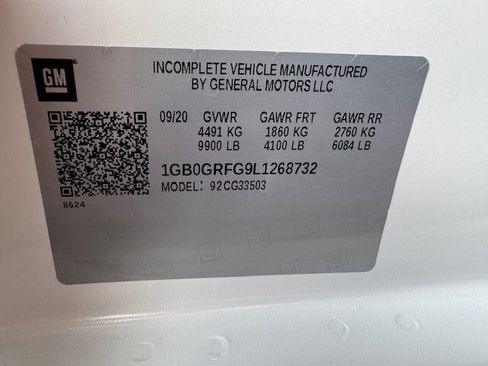 GM
INCOMPLETE VEHICLE MANUFACTURED
BY GENERAL MOTORS LLC
09/20 GVWR GAWR FRT GAWR RR
4491 KG 1860 KG 2760 KG
9900 LB 4100 LB 6084 LB
1GB0GRFG9L1268732
MODEL: 92CG33503
8624